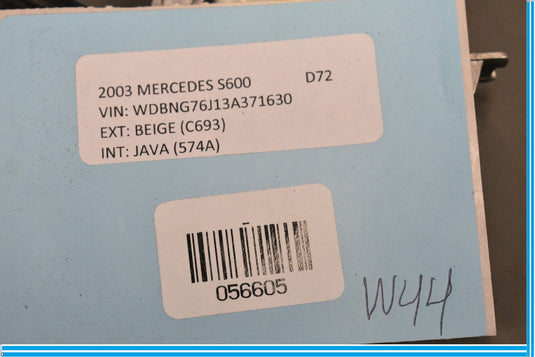 2003 MERCEDES S600 D72
VIN: WDBNG76J13A371630
EXT: BEIGE (C693)
INT: JAVA (574A)
056605
W44